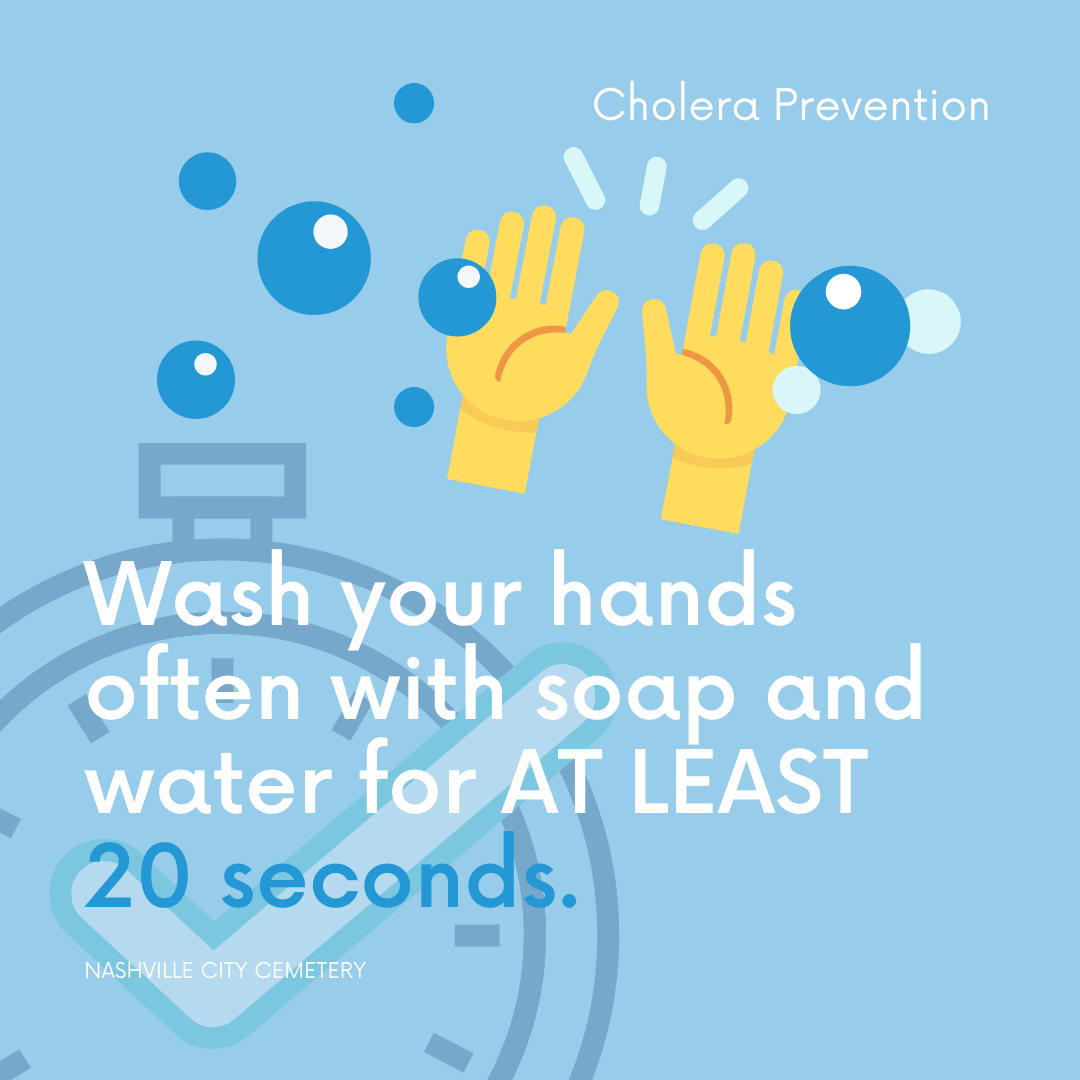 Cholera Prevention
Wash your hands
often with soap and
water for AT LEAST
20 seconds.
NASHVILLE CITY CEMETERY